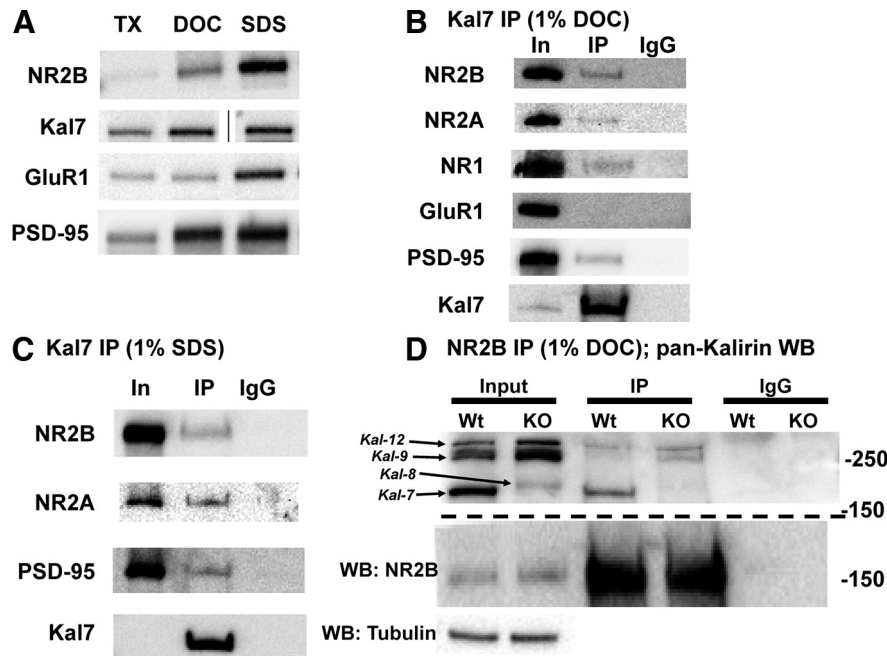 A
TX DOC SDS
NR2B
Kal7
GluR1
PSD-95
B Kal7 IP (1% DOC)
In IP IgG
NR2B
NR2A
NR1
GluR1
PSD-95
Kal7
C Kal7 IP (1% SDS)
In IP IgG
NR2B
NR2A
PSD-95
Kal7
D NR2B IP (1% DOC); pan-Kalirin WB
Input IP IgG
Wt KO Wt KO Wt KO
Kal-12
Kal-9
Kal-8
Kal-7
-250
-150
WB: NR2B
-150
WB: Tubulin